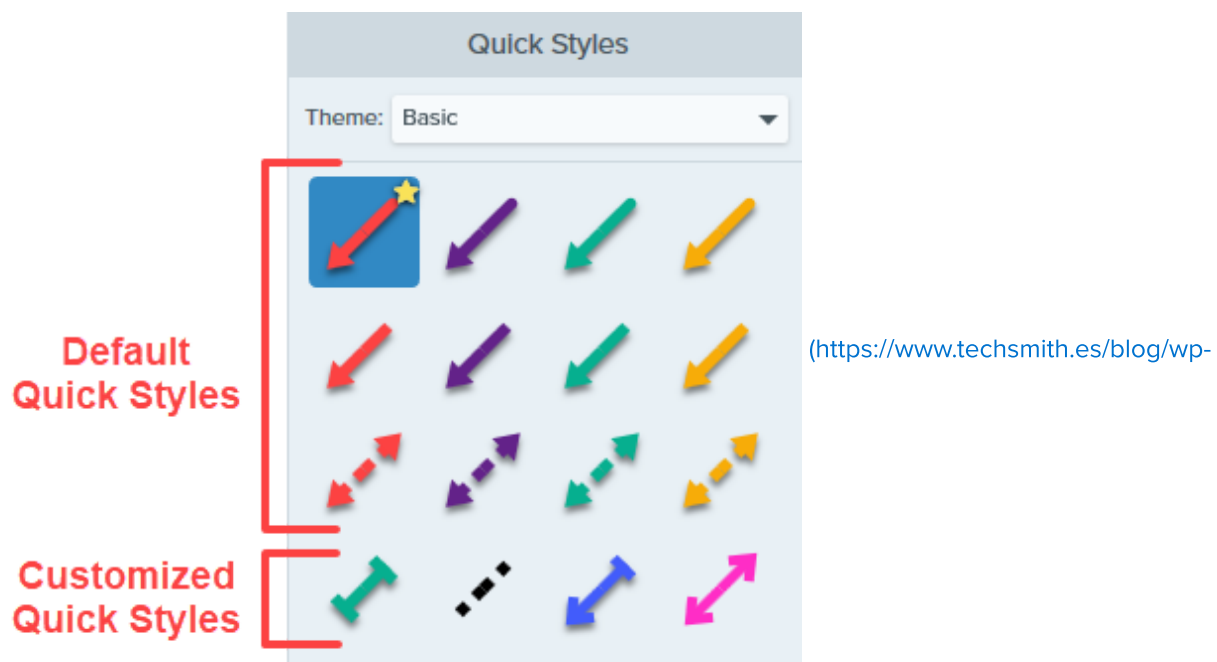 Quick Styles
Theme: Basic
Default
Quick Styles
(https://www.techsmith.es/blog/wp-
Customized
Quick Styles